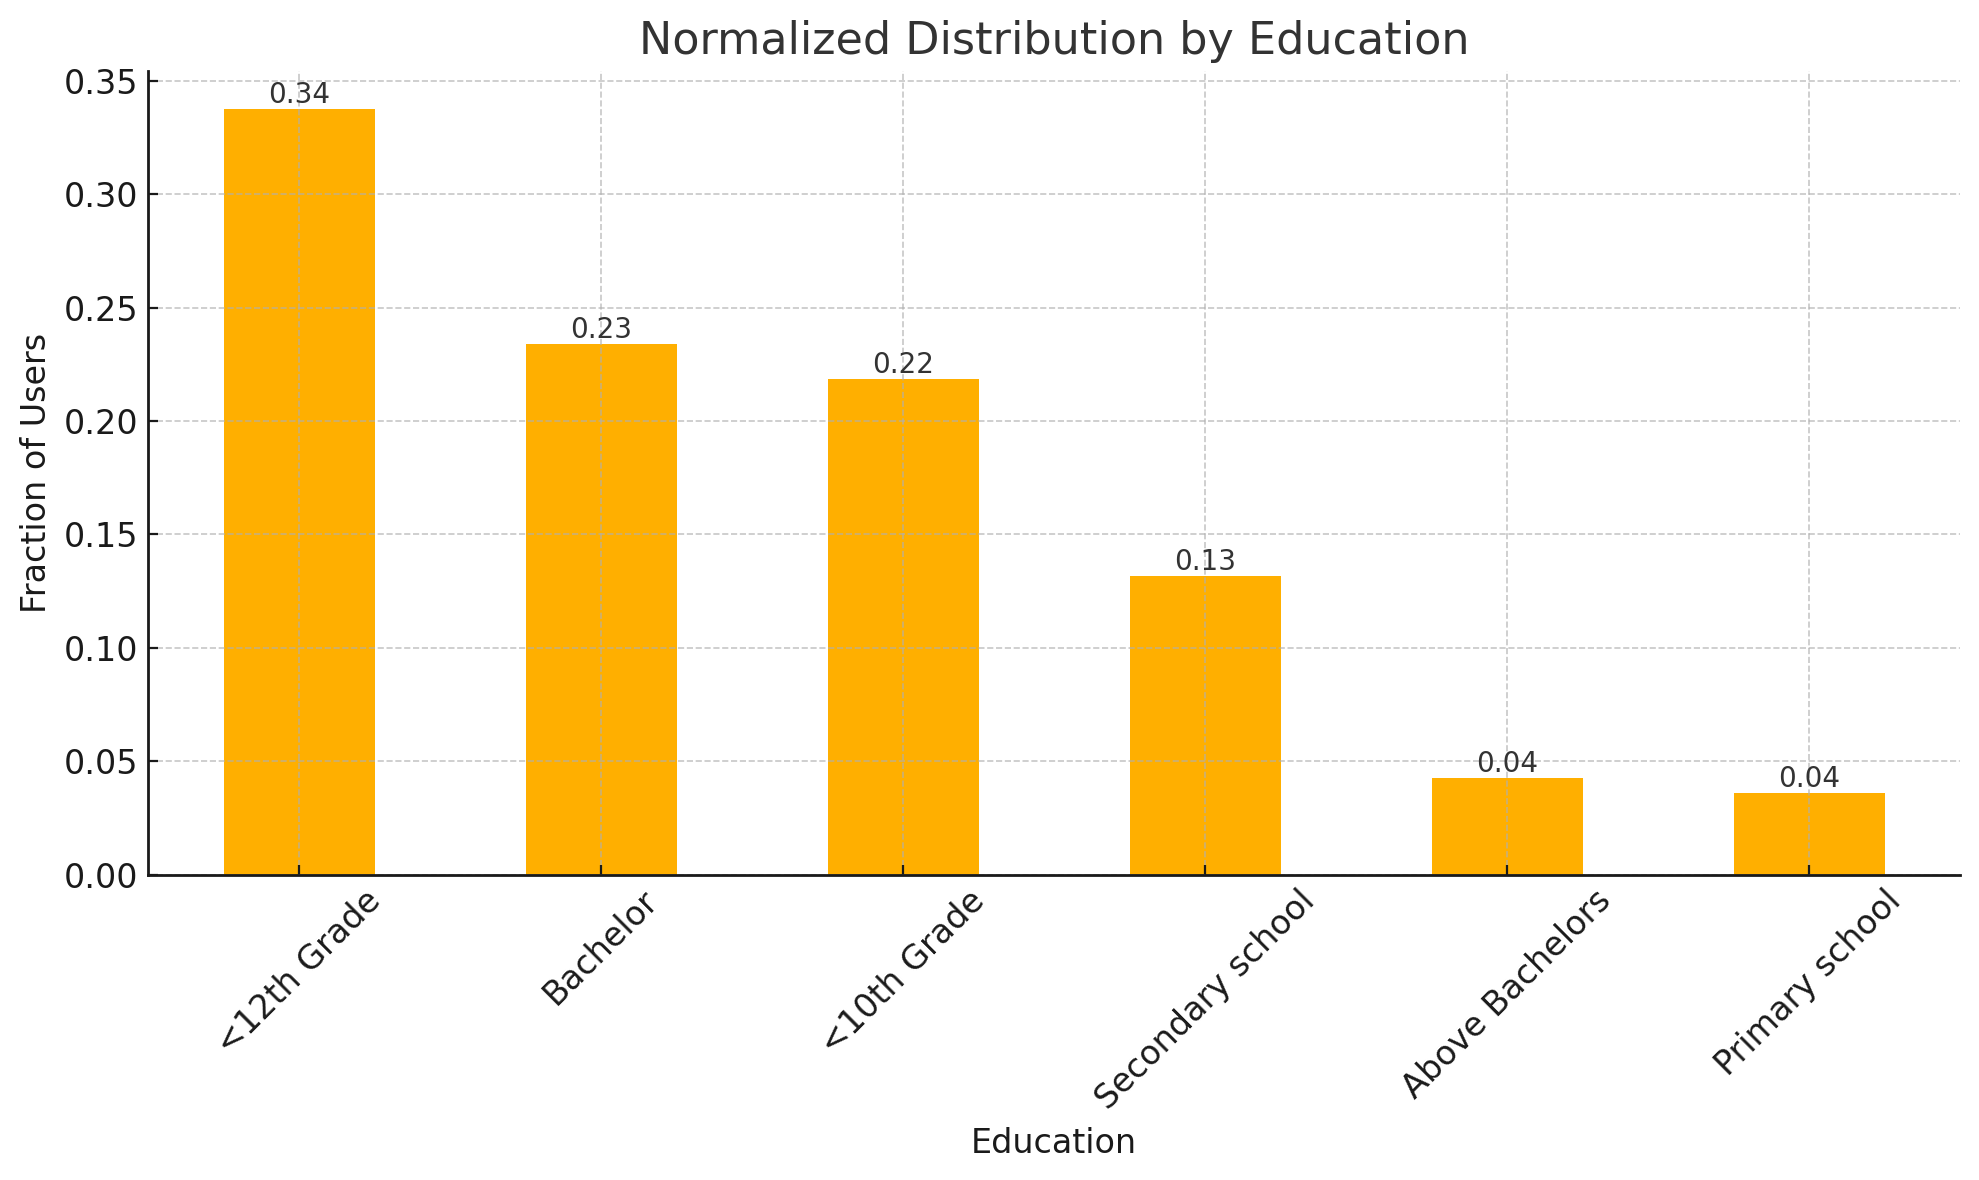 Normalized Distribution by Education
0.35
0.30
0.25
0.20
0.15
0.10
0.05
0.00
Fraction of Users
0.34
0.23
0.22
0.13
0.04
0.04
<12th Grade
Bachelor
<10th Grade
Secondary school
Above Bachelors
Primary school
Education